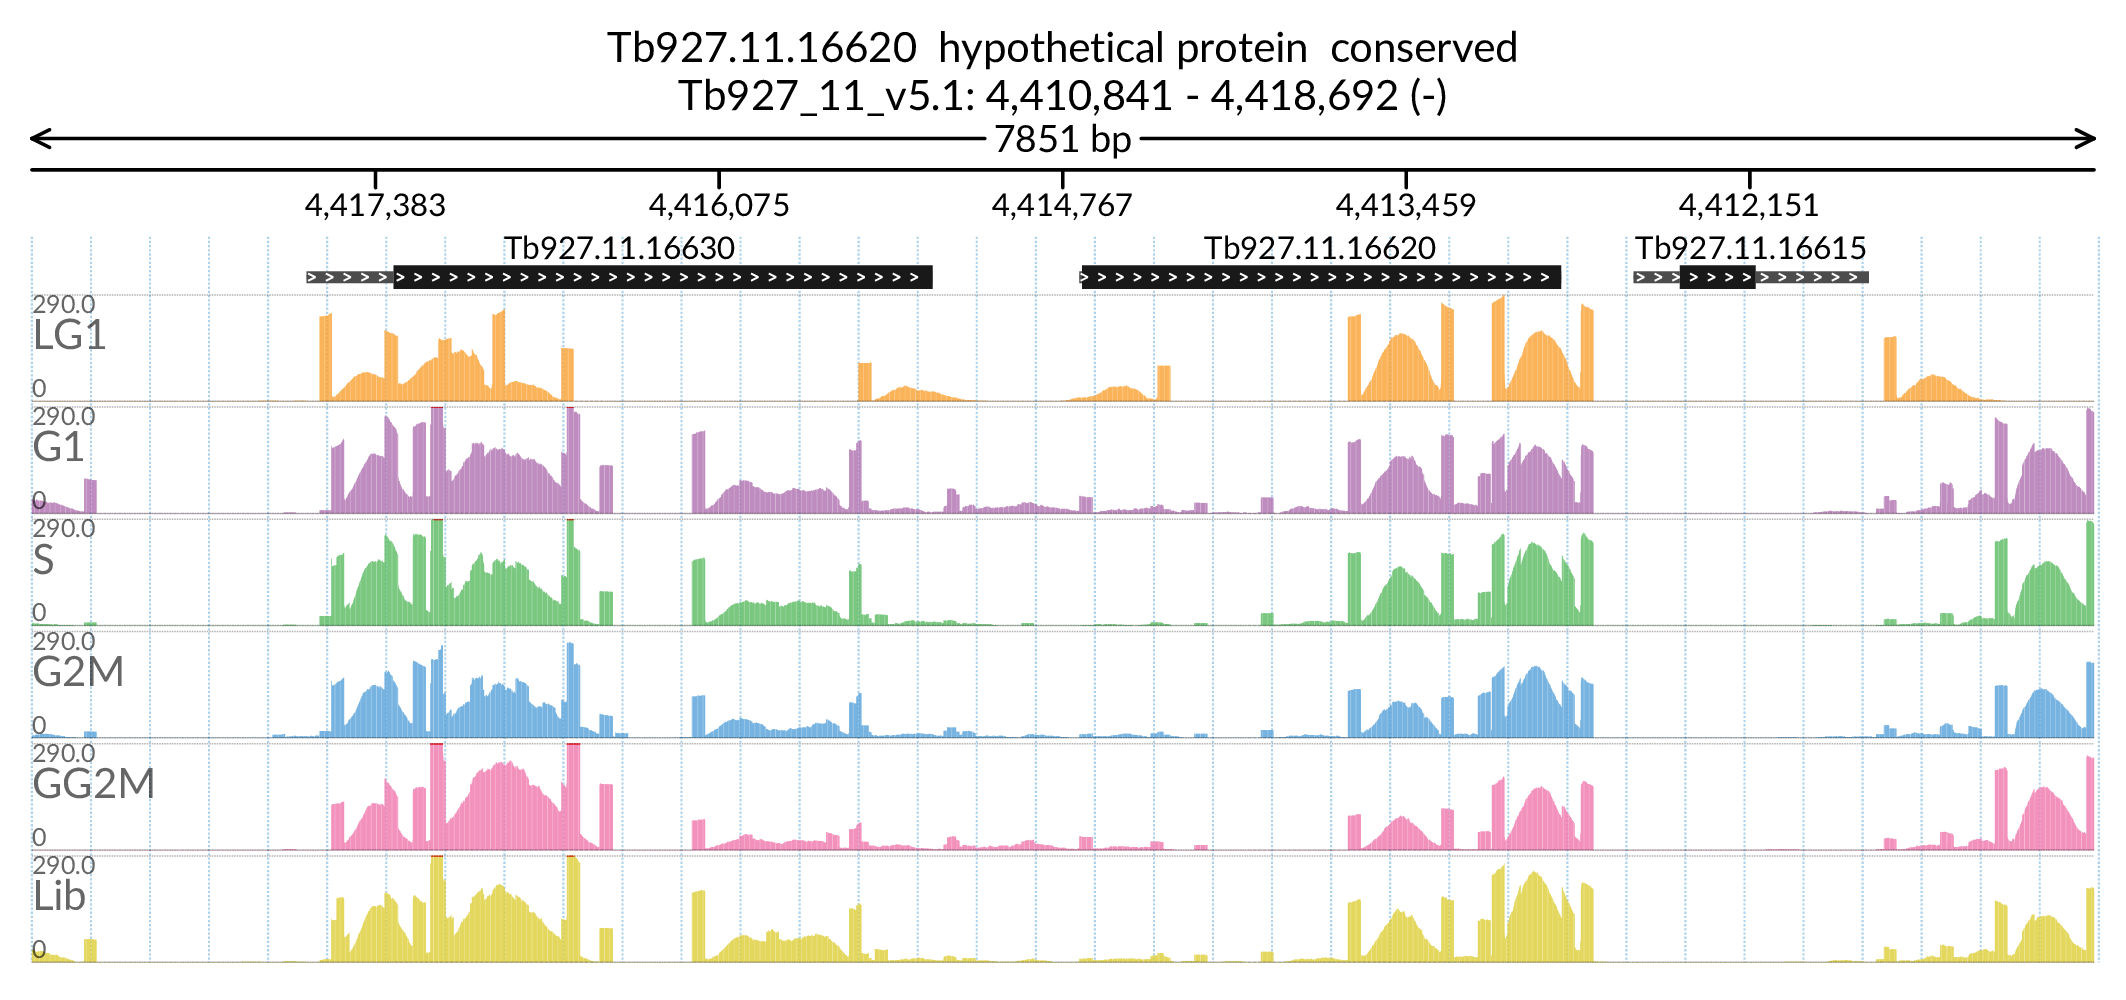 Tb927.11.16620 hypothetical protein conserved
Tb927_11_v5.1: 4,410,841 - 4,418,692 (-)
7851 bp
4,417,383 4,416,075 4,414,767 4,413,459 4,412,151
Tb927.11.16630 Tb927.11.16620 Tb927.11.16615
290.0
LG1
0
290.0
G1
0
290.0
S
0
290.0
G2M
0
290.0
GG2M
0
290.0
Lib
0